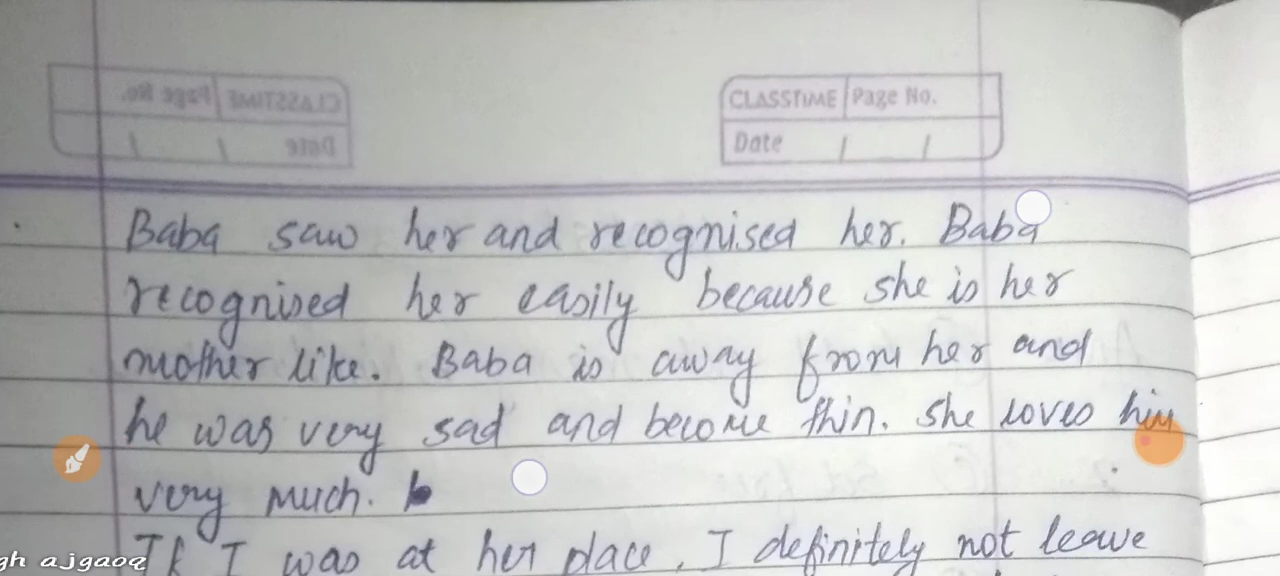 CLASSTIME Page No.
Date / /
Baba saw her and recognised her. Baba
recognised her easily because she is her
mother like. Baba is away from her and
he was very sad and become thin. She loves him
very much.
If I was at her place, I definitely not leave
gh ajgaoq